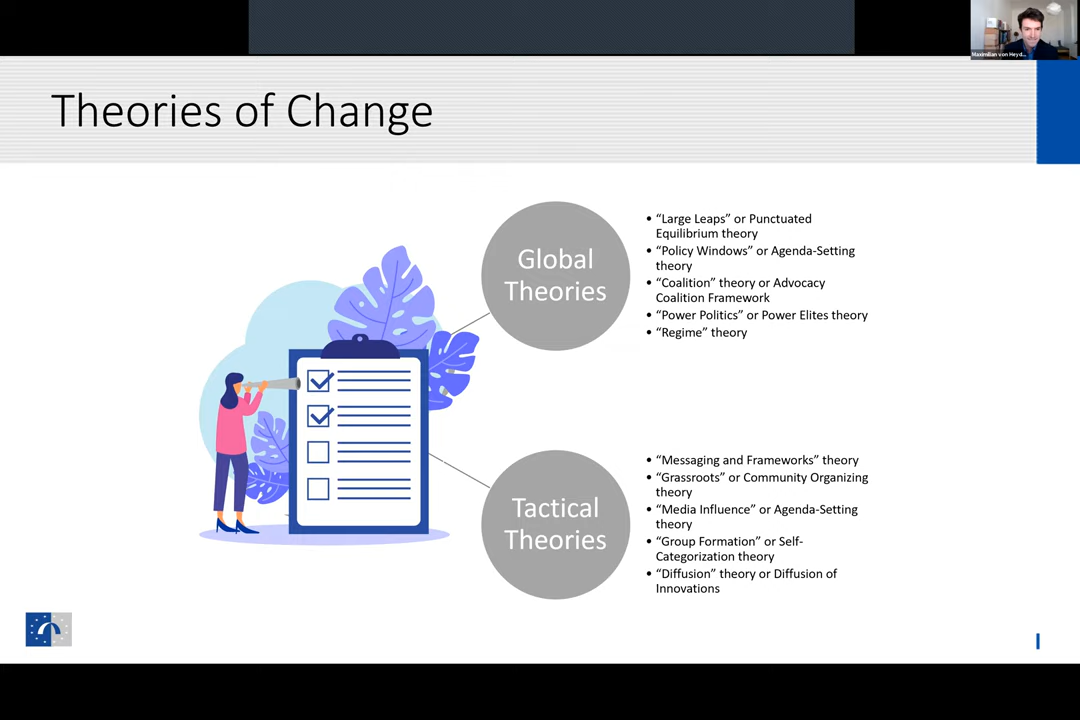 Maximilian von Heyd...
Theories of Change
Global
Theories
• “Large Leaps” or Punctuated
Equilibrium theory
• “Policy Windows” or Agenda-Setting
theory
• “Coalition” theory or Advocacy
Coalition Framework
• “Power Politics” or Power Elites theory
• “Regime” theory
Tactical
Theories
• “Messaging and Frameworks” theory
• “Grassroots” or Community Organizing
theory
• “Media Influence” or Agenda-Setting
theory
• “Group Formation” or Self-
Categorization theory
• “Diffusion” theory or Diffusion of
Innovations